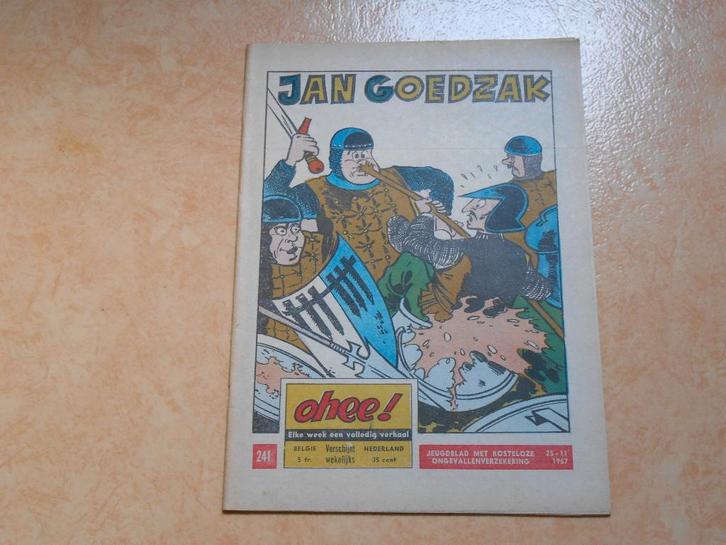 JAN GOEDZAK
ohee!
Elke week een volledig verhaal
241
BELGIE Verschijnt NEDERLAND
5 fr. wekelijks 35 cent
JEUGDBLAD MET KOSTELOZE 25-11
ONGEVALLENVERZEKERING 1967